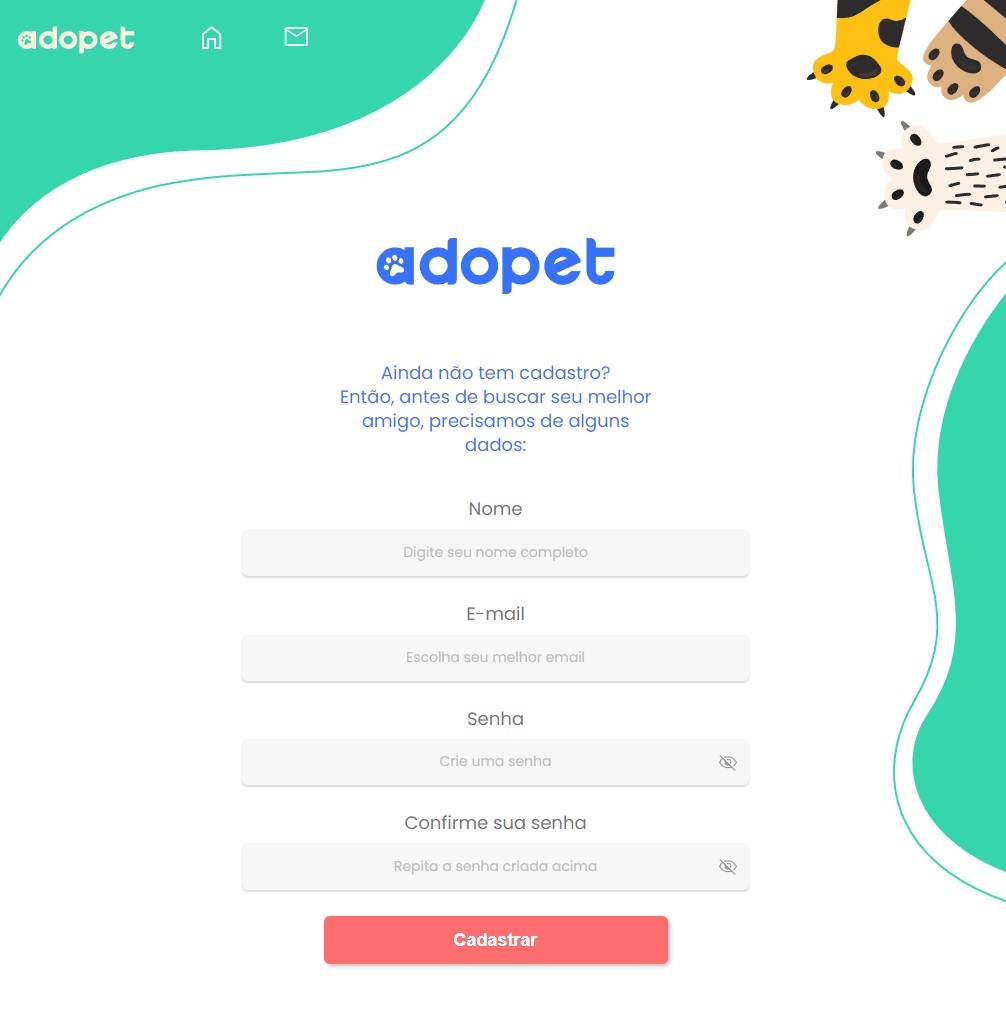 adopet
adopet
Ainda não tem cadastro?
Então, antes de buscar seu melhor
amigo, precisamos de alguns
dados:
Nome
Digite seu nome completo
E-mail
Escolha seu melhor email
Senha
Crie uma senha
Confirme sua senha
Repita a senha criada acima
Cadastrar